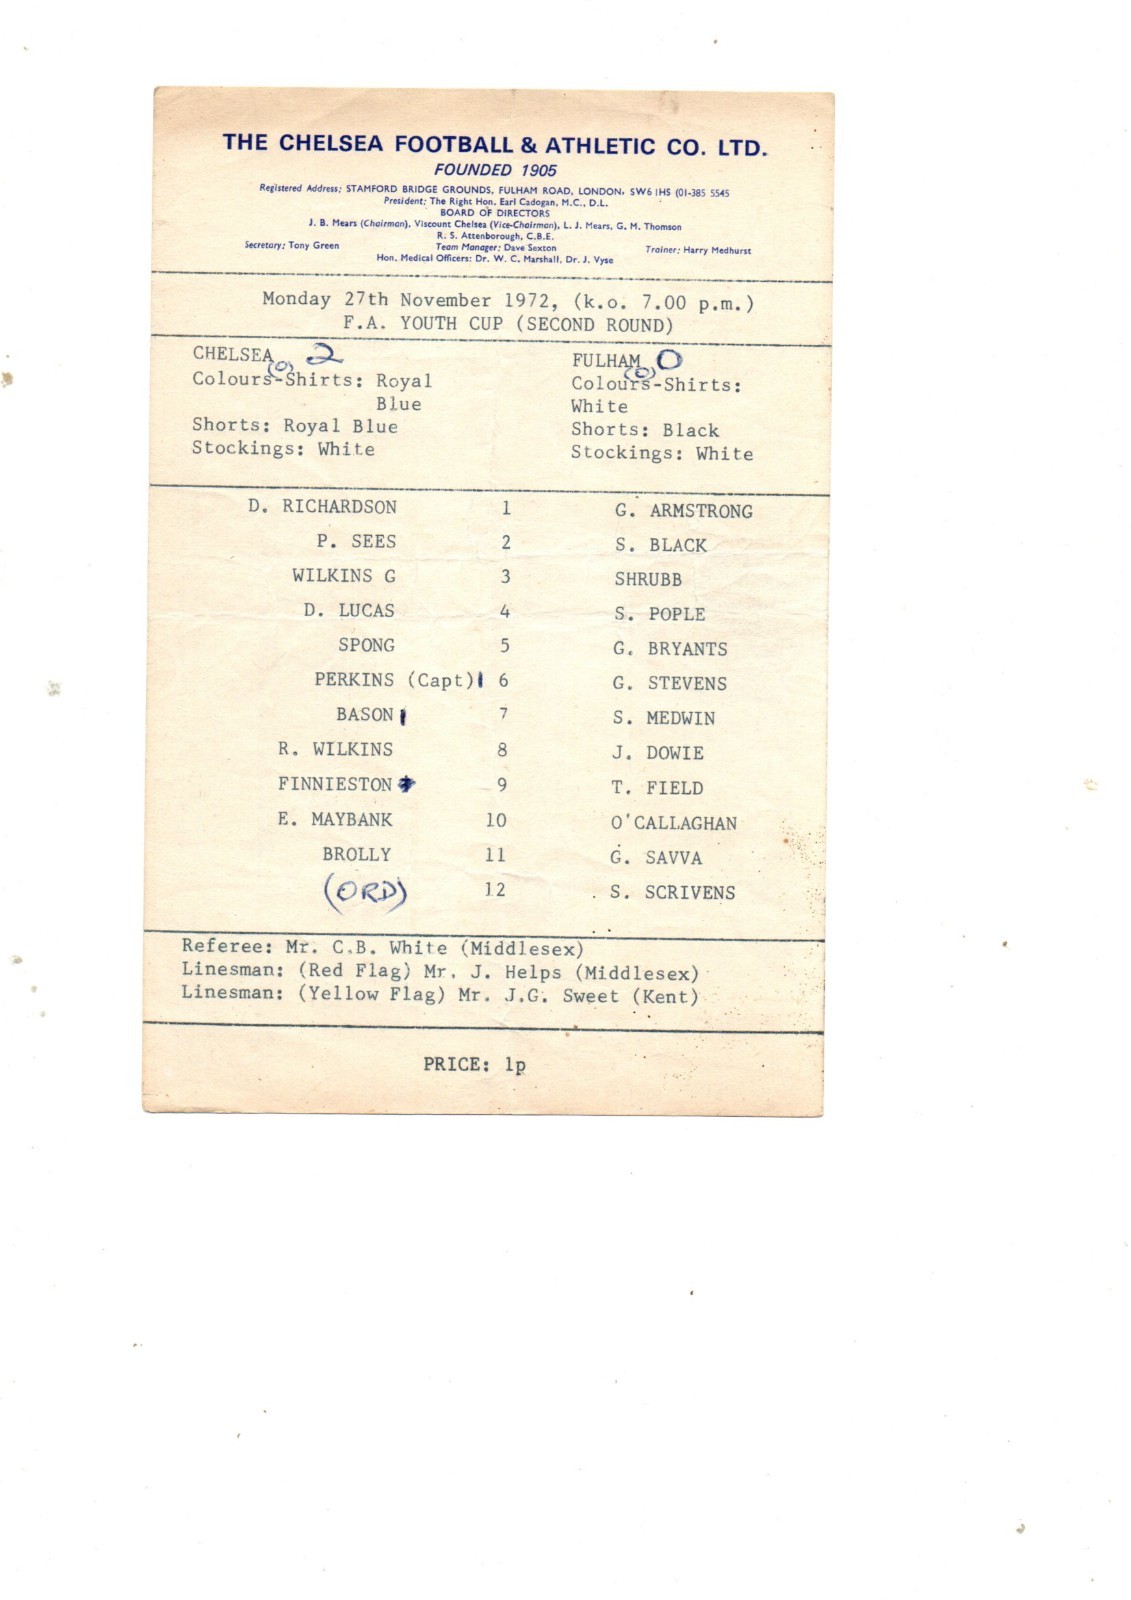 THE CHELSEA FOOTBALL & ATHLETIC CO. LTD.
FOUNDED 1905
Registered Address: STAMFORD BRIDGE GROUNDS, FULHAM ROAD, LONDON, SW6 1HS (01-385 5545
President: The Right Hon. Earl Cadogan, M.C., D.L.
BOARD OF DIRECTORS
J. B. Mears (Chairman), Viscount Chelsea (Vice-Chairman), L. J. Mears, G. M. Thomson
R. S. Attenborough, C.B.E.
Secretary: Tony Green Team Manager: Dave Sexton Trainer: Harry Medhurst
Hon. Medical Officers: Dr. W. C. Marshall, Dr. J. Vyse
Monday 27th November 1972, (k.o. 7.00 p.m.)
F.A. YOUTH CUP (SECOND ROUND)
CHELSEA (0) 2
Colours-Shirts: Royal
Blue
Shorts: Royal Blue
Stockings: White
FULHAM (0) 0
Colours-Shirts:
White
Shorts: Black
Stockings: White
D. RICHARDSON 1 G. ARMSTRONG
P. SEES 2 S. BLACK
WILKINS G 3 SHRUBB
D. LUCAS 4 S. POPLE
SPONG 5 G. BRYANTS
PERKINS (Capt) 6 G. STEVENS
BASON 7 S. MEDWIN
R. WILKINS 8 J. DOWIE
FINNIESTON 9 T. FIELD
E. MAYBANK 10 O'CALLAGHAN
BROLLY 11 G. SAVVA
(ORD) 12 S. SCRIVENS
Referee: Mr. C.B. White (Middlesex)
Linesman: (Red Flag) Mr. J. Helps (Middlesex)
Linesman: (Yellow Flag) Mr. J.G. Sweet (Kent)
PRICE: 1p